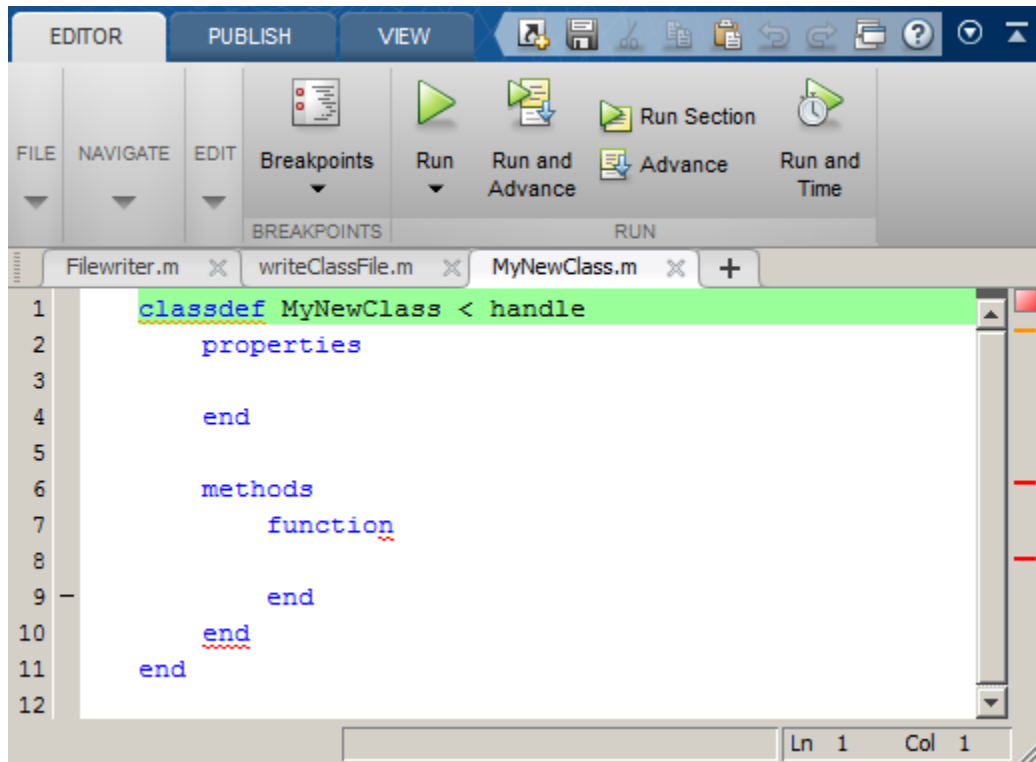 EDITOR PUBLISH VIEW
FILE NAVIGATE EDIT Breakpoints Run Run and Advance Run Section Advance Run and Time
BREAKPOINTS RUN
Filewriter.m writeClassFile.m MyNewClass.m +
1 classdef MyNewClass < handle
2 properties
3
4 end
5
6 methods
7 function
8
9 end
10 end
11 end
12
Ln 1 Col 1